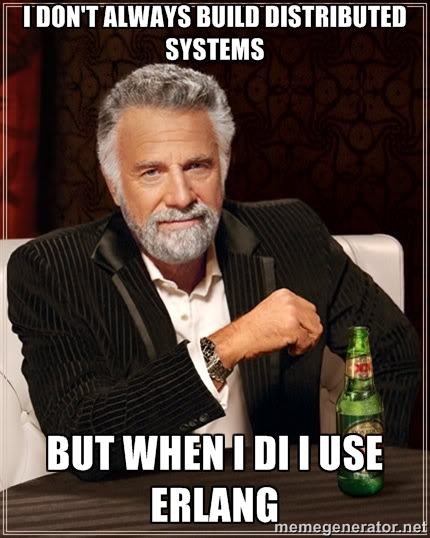 I DON'T ALWAYS BUILD DISTRIBUTED
SYSTEMS
BUT WHEN I DI I USE
ERLANG
memegenerator.net